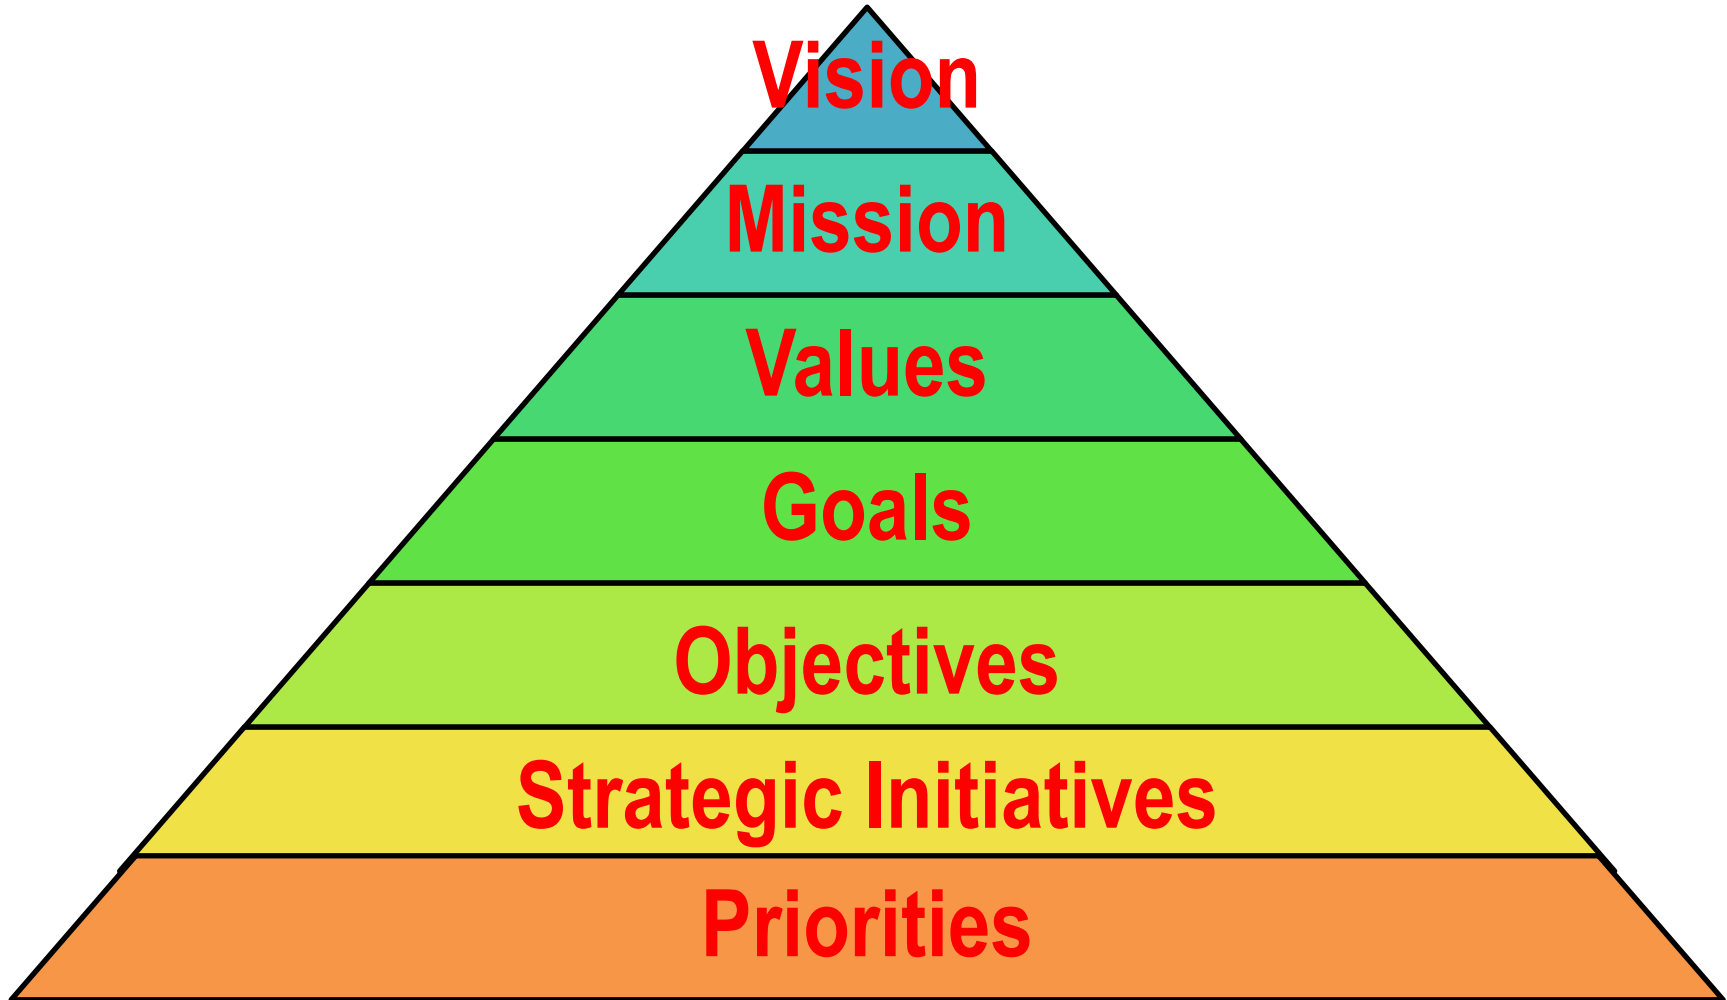 Vision
Mission
Values
Goals
Objectives
Strategic Initiatives
Priorities